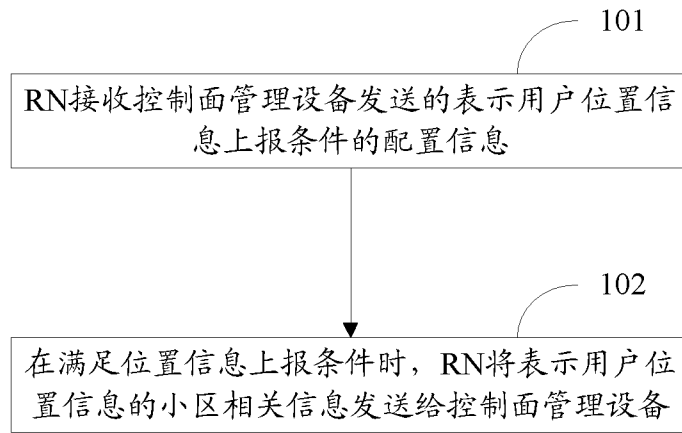 101
RN接收控制面管理设备发送的表示用户位置信
息上报条件的配置信息
102
在满足位置信息上报条件时，RN将表示用户位
置信息的小区相关信息发送给控制面管理设备